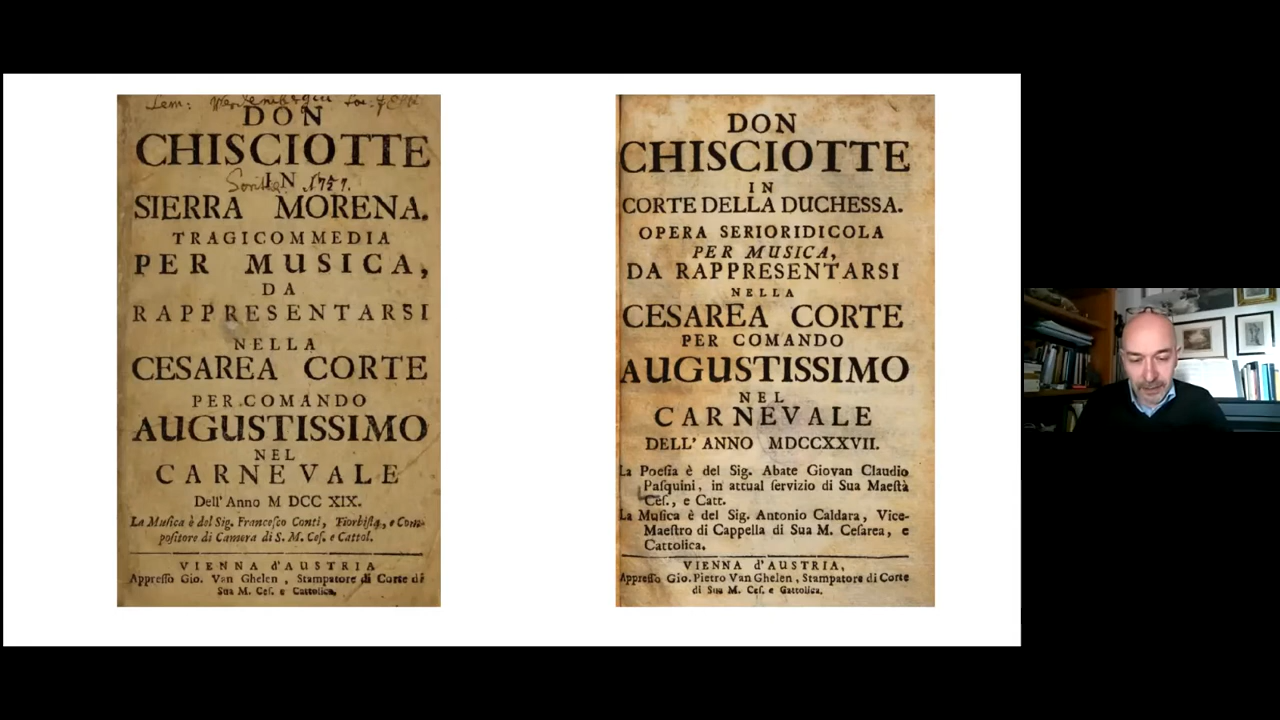 DON
CHISCIOTTE
IN
1757.
SIERRA MORENA.
TRAGICOMMEDIA
PER MUSICA,
DA
RAPPRESENTARSI
NELLA
CESAREA CORTE
PER COMANDO
AUGUSTISSIMO
NEL
CARNEVALE
Dell' Anno M DCC XIX.
La Musica è del Sig. Francesco Conti, Tiorbista, e Com-
positore di Camera di S. M. Ces. e Cattol.
VIENNA d'AUSTRIA
Appresso Gio. Van Ghelen, Stampatore di Corte di
Sua M. Ces. e Cattolica.
DON
CHISCIOTTE
IN
CORTE DELLA DUCHESSA.
OPERA SERIORIDICOLA
PER MUSICA,
DA RAPPRESENTARSI
NELLA
CESAREA CORTE
PER COMANDO
AUGUSTISSIMO
NEL
CARNEVALE
DELL' ANNO MDCCXXVII.
La Poesia è del Sig. Abate Giovan Claudio
Pasquini, in attual servizio di Sua Maestà
Ces., e Catt.
La Musica è del Sig. Antonio Caldara, Vice-
Maestro di Cappella di Sua M. Cesarea, e
Cattolica.
VIENNA d'AUSTRIA,
Appresso Gio. Pietro Van Ghelen, Stampatore di Corte
di Sua M. Ces. e Cattolica.